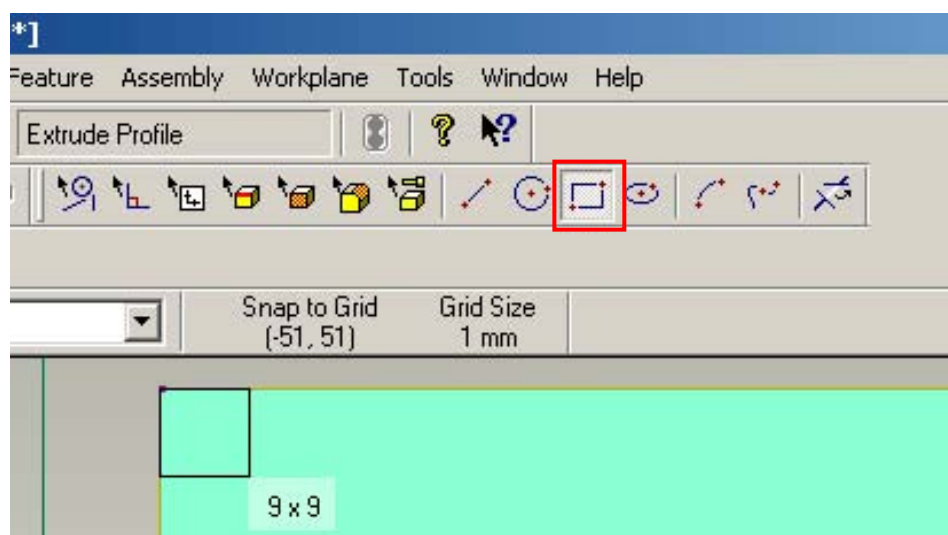 *]
Feature Assembly Workplane Tools Window Help
Extrude Profile
Snap to Grid Grid Size
(-51, 51) 1 mm
9 x 9